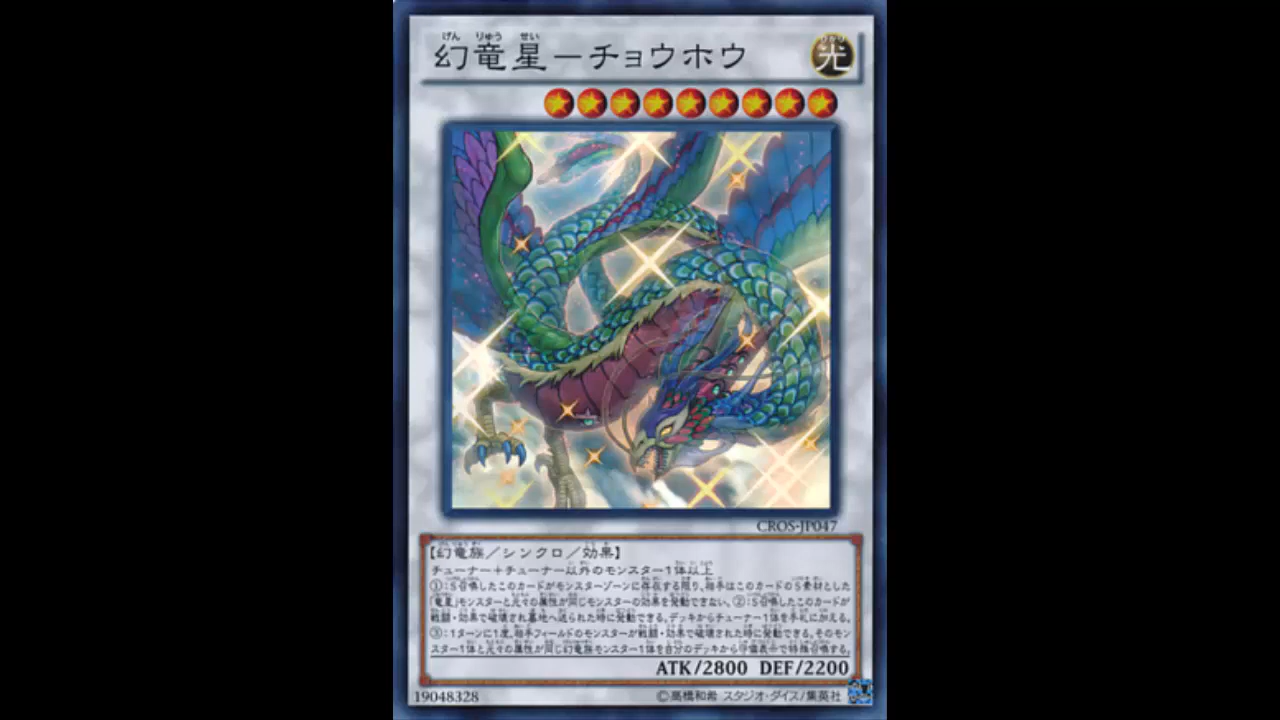 幻竜星－チョウホウ
光
CROS-JP047
【幻竜族／シンクロ／効果】
チューナー＋チューナー以外のモンスター1体以上
①:S召喚したこのカードがモンスターゾーンに存在する限り、相手はこのカードのS素材とした
「竜星」モンスターと元々の属性が同じモンスターの効果を発動できない。②:S召喚したこのカードが
戦闘・効果で破壊され墓地へ送られた時に発動できる。デッキからチューナー1体を手札に加える。
③:1ターンに1度、相手フィールドのモンスターが戦闘・効果で破壊された時に発動できる。そのモン
スター1体と元々の属性が同じ幻竜族モンスター1体を自分のデッキから守備表示で特殊召喚する。
ATK/2800 DEF/2200
19048328 ©高橋和希 スタジオ・ダイス/集英社